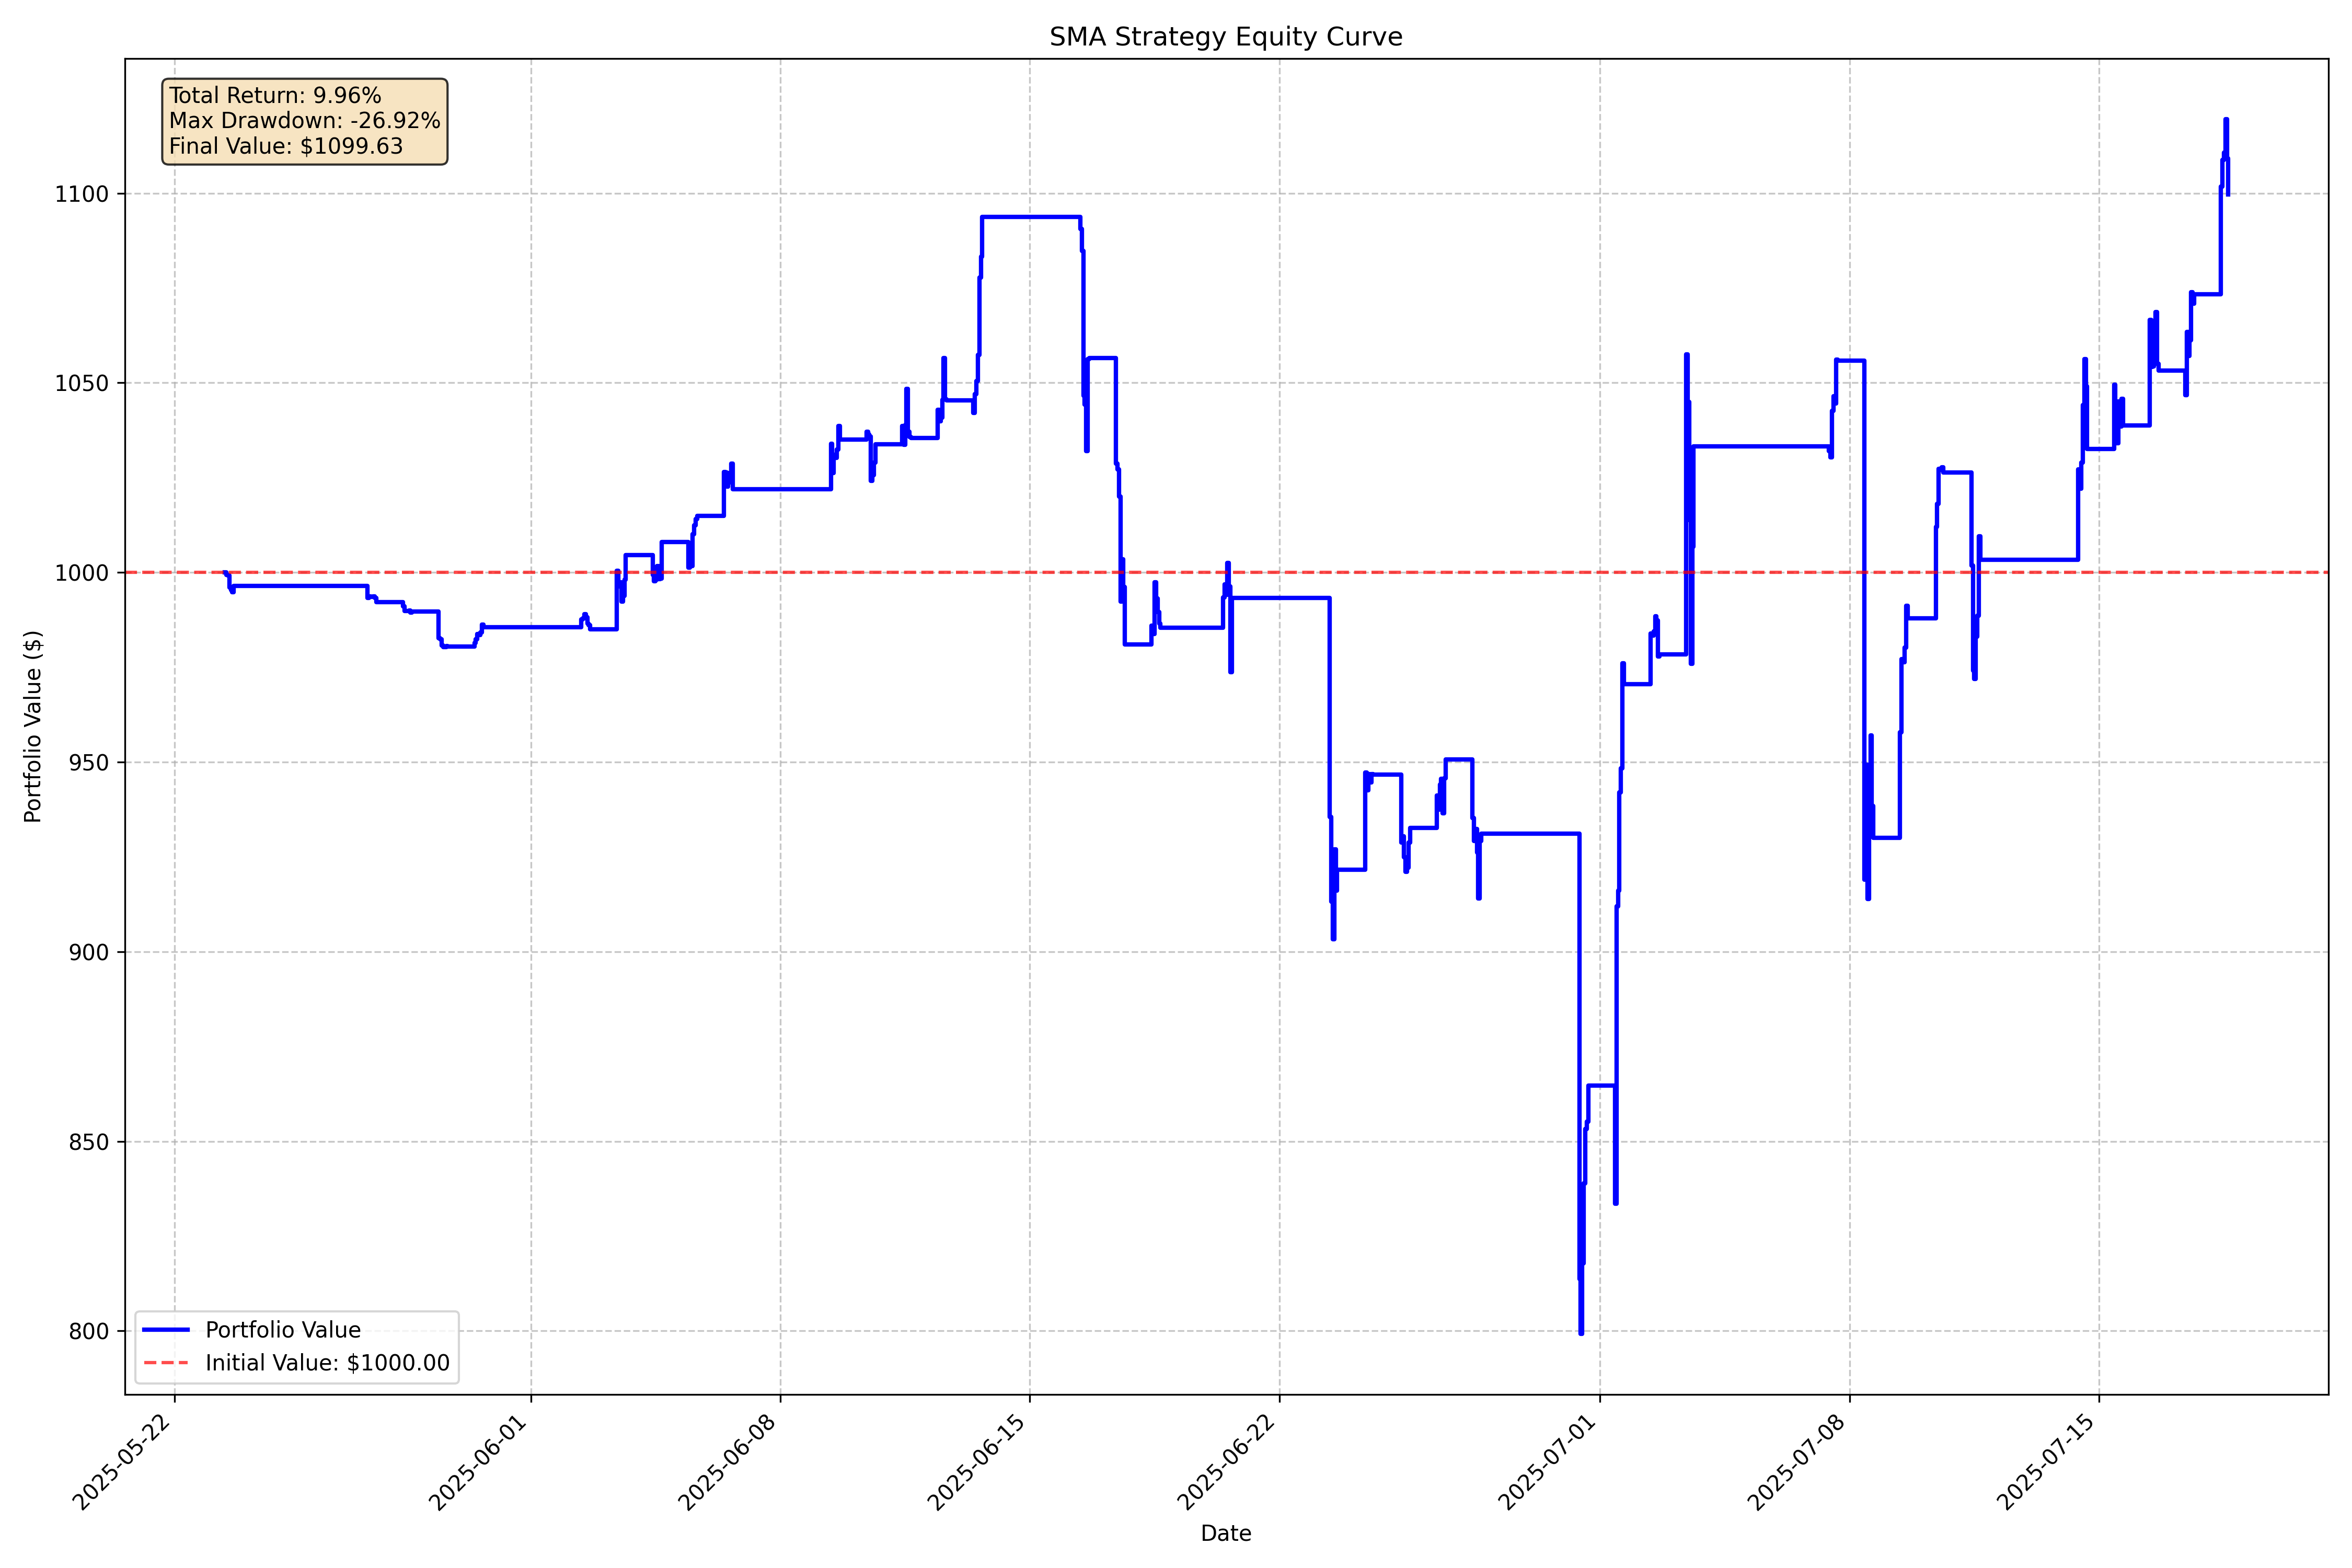 SMA Strategy Equity Curve
Total Return: 9.96%
Max Drawdown: -26.92%
Final Value: $1099.63
Portfolio Value ($)
1100
1050
1000
950
900
850
800
Portfolio Value
Initial Value: $1000.00
2025-05-22
2025-06-01
2025-06-08
2025-06-15
2025-06-22
2025-07-01
2025-07-08
2025-07-15
Date